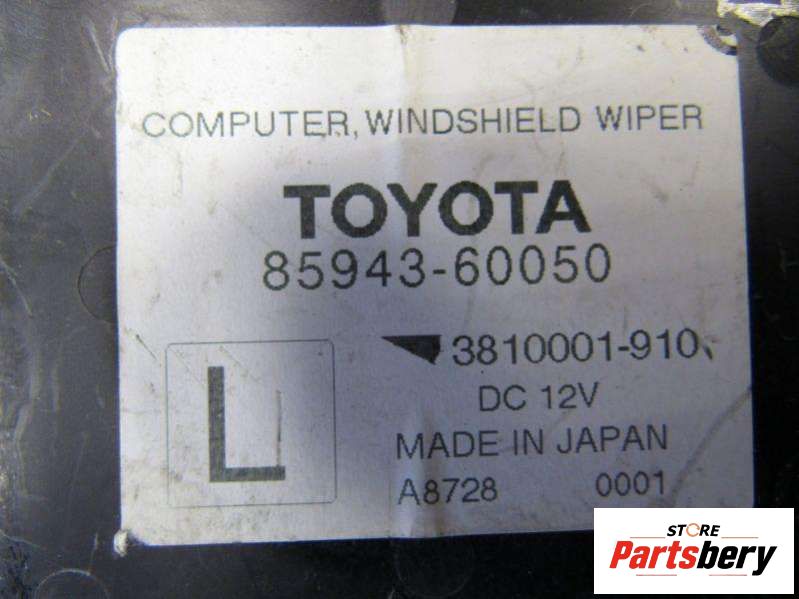 COMPUTER, WINDSHIELD WIPER
TOYOTA
85943-60050
3810001-910
L
DC 12V
MADE IN JAPAN
A8728 0001
STORE
Partsbery